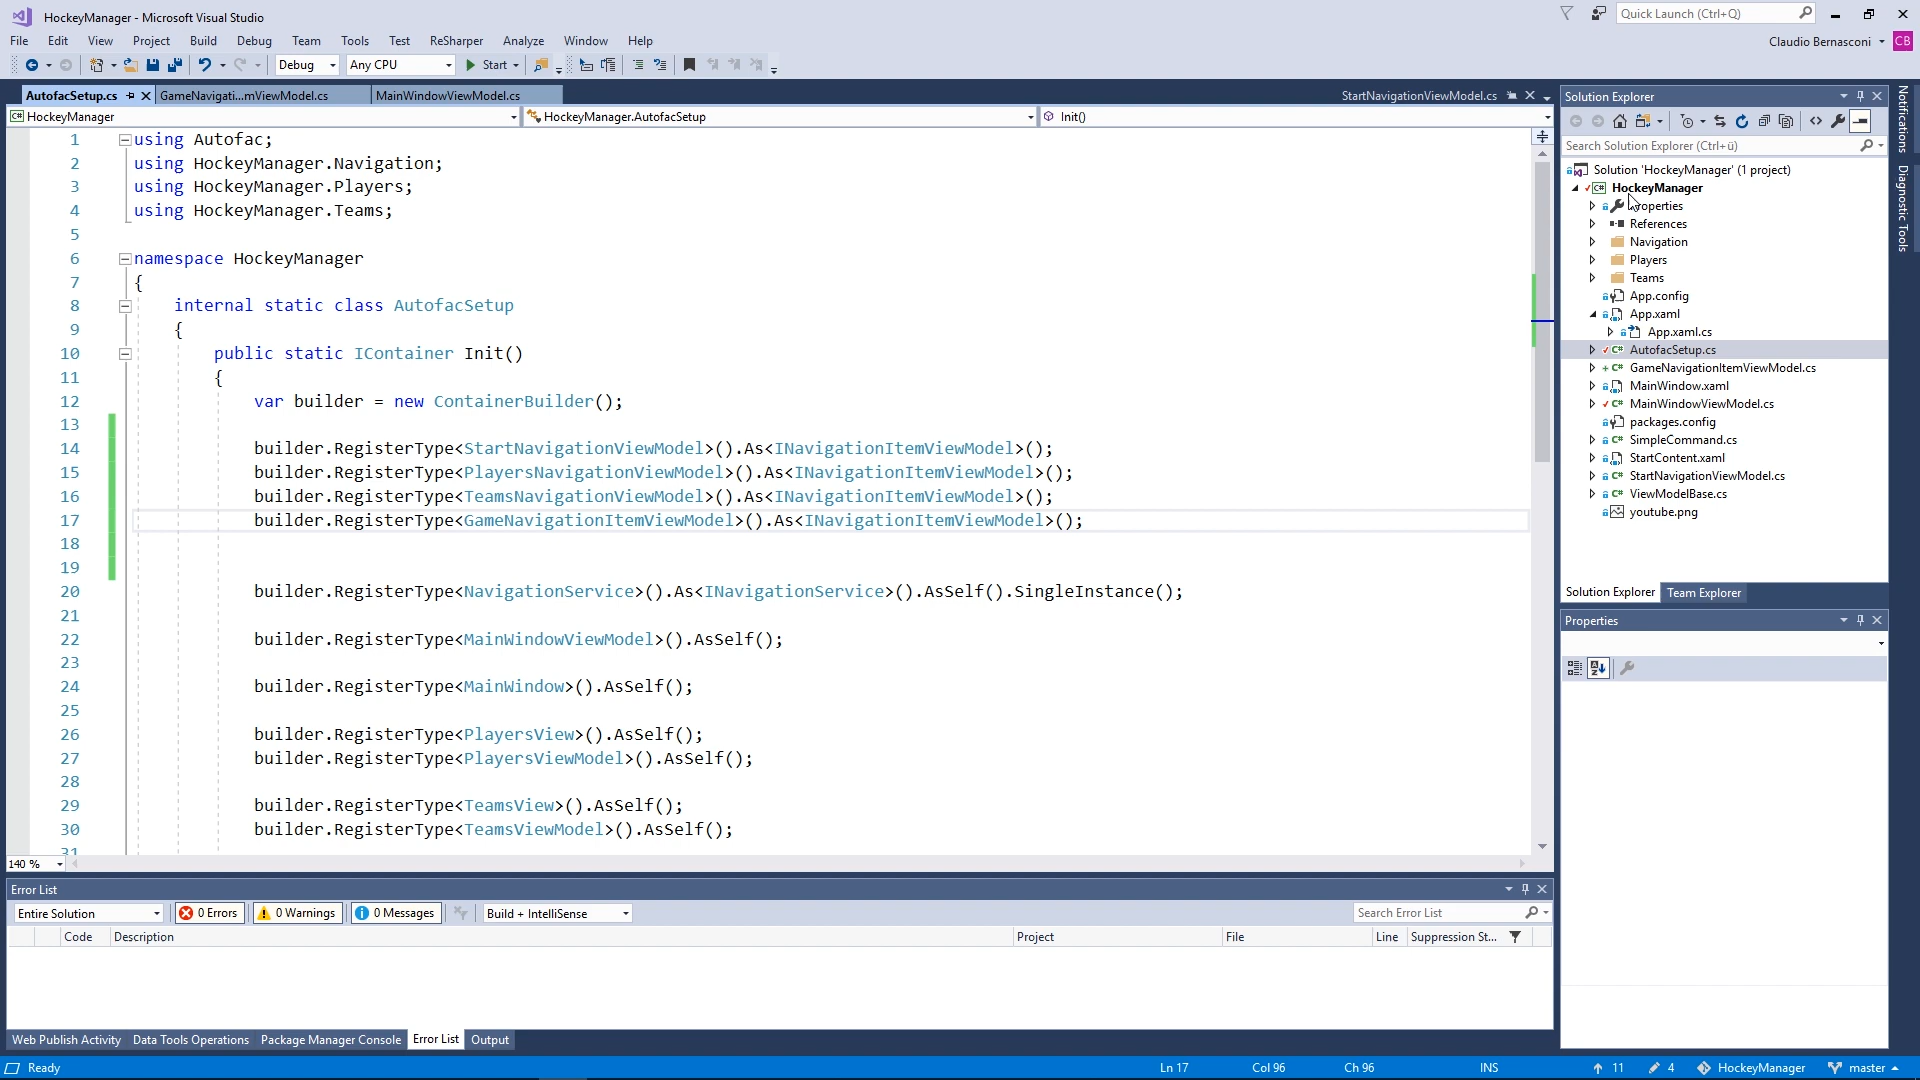 HockeyManager - Microsoft Visual Studio
Quick Launch (Ctrl+Q)
File Edit View Project Build Debug Team Tools Test ReSharper Analyze Window Help
Claudio Bernasconi CB
Debug Any CPU Start
AutofacSetup.cs GameNavigati...mViewModel.cs MainWindowViewModel.cs StartNavigationViewModel.cs
HockeyManager HockeyManager.AutofacSetup Init()
1 using Autofac;
2 using HockeyManager.Navigation;
3 using HockeyManager.Players;
4 using HockeyManager.Teams;
5
6 namespace HockeyManager
7 {
8 internal static class AutofacSetup
9 {
10 public static IContainer Init()
11 {
12 var builder = new ContainerBuilder();
13
14 builder.RegisterType<StartNavigationViewModel>().As<INavigationItemViewModel>();
15 builder.RegisterType<PlayersNavigationViewModel>().As<INavigationItemViewModel>();
16 builder.RegisterType<TeamsNavigationViewModel>().As<INavigationItemViewModel>();
17 builder.RegisterType<GameNavigationItemViewModel>().As<INavigationItemViewModel>();
18
19
20 builder.RegisterType<NavigationService>().As<INavigationService>().AsSelf().SingleInstance();
21
22 builder.RegisterType<MainWindowViewModel>().AsSelf();
23
24 builder.RegisterType<MainWindow>().AsSelf();
25
26 builder.RegisterType<PlayersView>().AsSelf();
27 builder.RegisterType<PlayersViewModel>().AsSelf();
28
29 builder.RegisterType<TeamsView>().AsSelf();
30 builder.RegisterType<TeamsViewModel>().AsSelf();
31
140 %
Solution Explorer
Search Solution Explorer (Ctrl+ü)
Solution 'HockeyManager' (1 project)
C# HockeyManager
operties
References
Navigation
Players
Teams
App.config
App.xaml
App.xaml.cs
C# AutofacSetup.cs
C# GameNavigationItemViewModel.cs
MainWindow.xaml
C# MainWindowViewModel.cs
packages.config
C# SimpleCommand.cs
StartContent.xaml
C# StartNavigationViewModel.cs
C# ViewModelBase.cs
youtube.png
Solution Explorer Team Explorer
Properties
Notifications
Diagnostic Tools
Error List
Entire Solution 0 Errors 0 Warnings 0 Messages Build + IntelliSense Search Error List
Code Description Project File Line Suppression St...
Web Publish Activity Data Tools Operations Package Manager Console Error List Output
Ready Ln 17 Col 96 Ch 96 INS 11 4 HockeyManager master